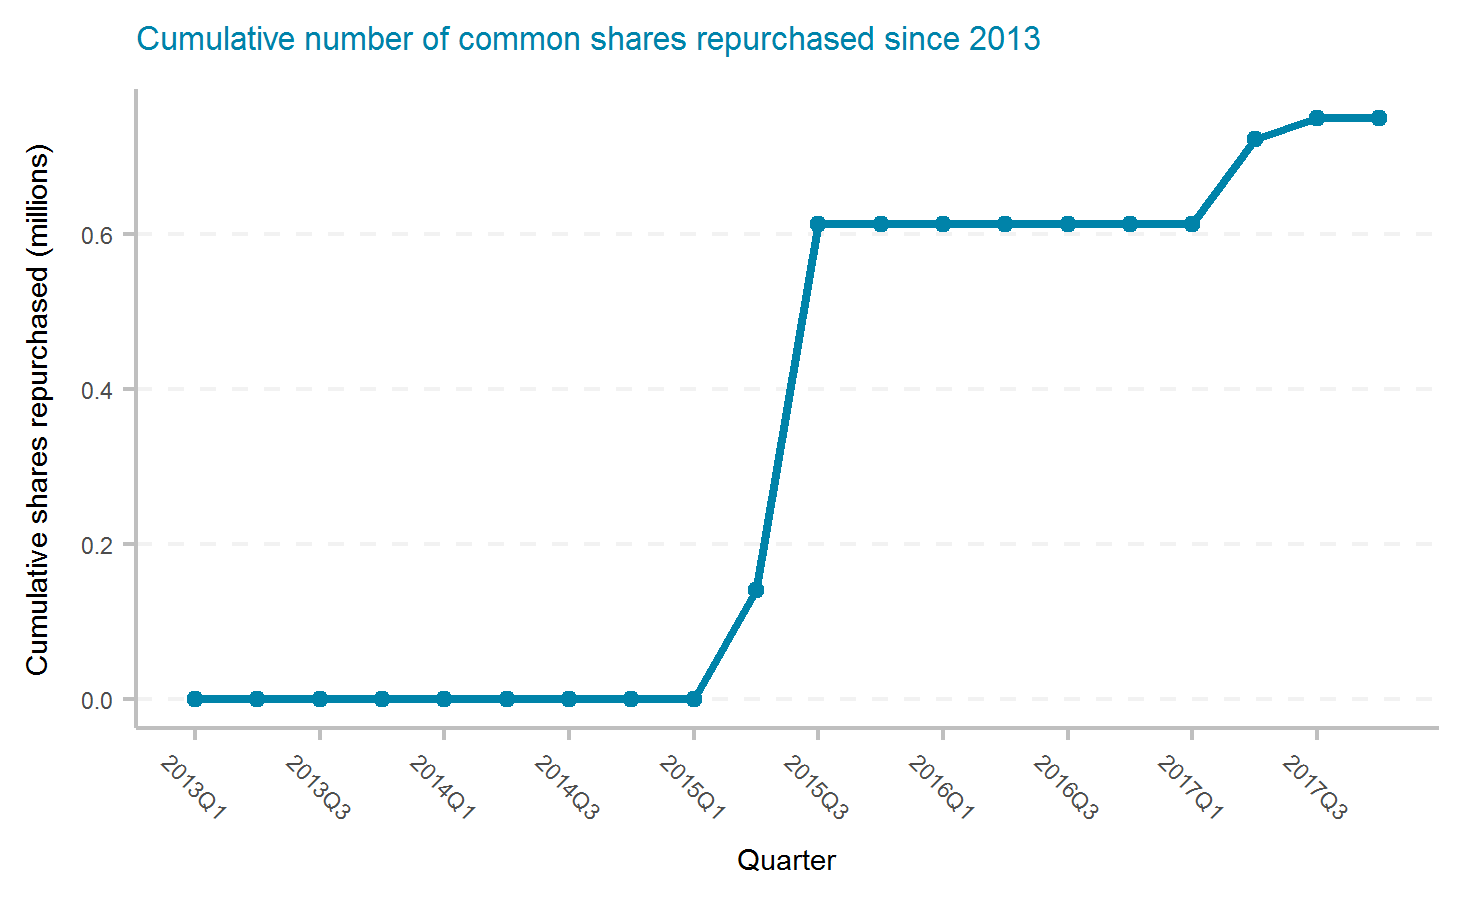 Cumulative number of common shares repurchased since 2013
Cumulative shares repurchased (millions)
0.6
0.4
0.2
0.0
2013Q1
2013Q3
2014Q1
2014Q3
2015Q1
2015Q3
2016Q1
2016Q3
2017Q1
2017Q3
Quarter